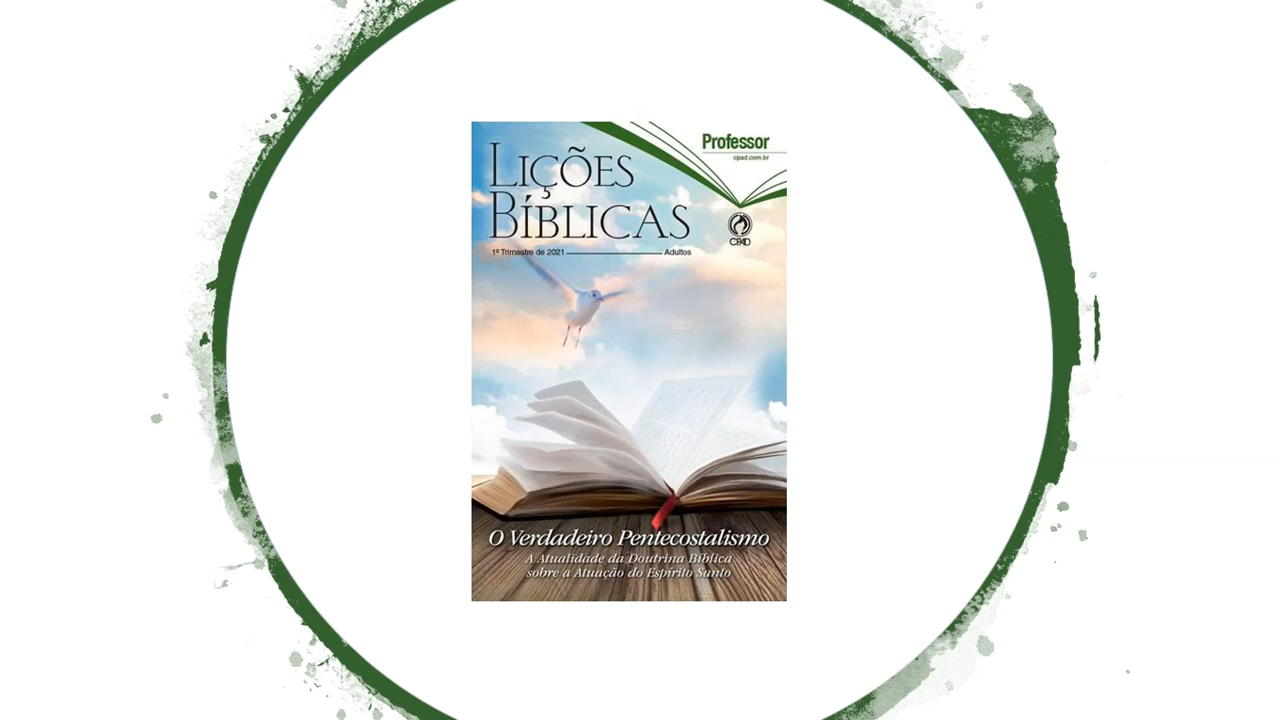 Professor
cpad.com.br
LIÇÕES
BÍBLICAS
CPAD
1º Trimestre de 2021 Adultos
O Verdadeiro Pentecostalismo
A Atualidade da Doutrina Bíblica
sobre a Atuação do Espírito Santo